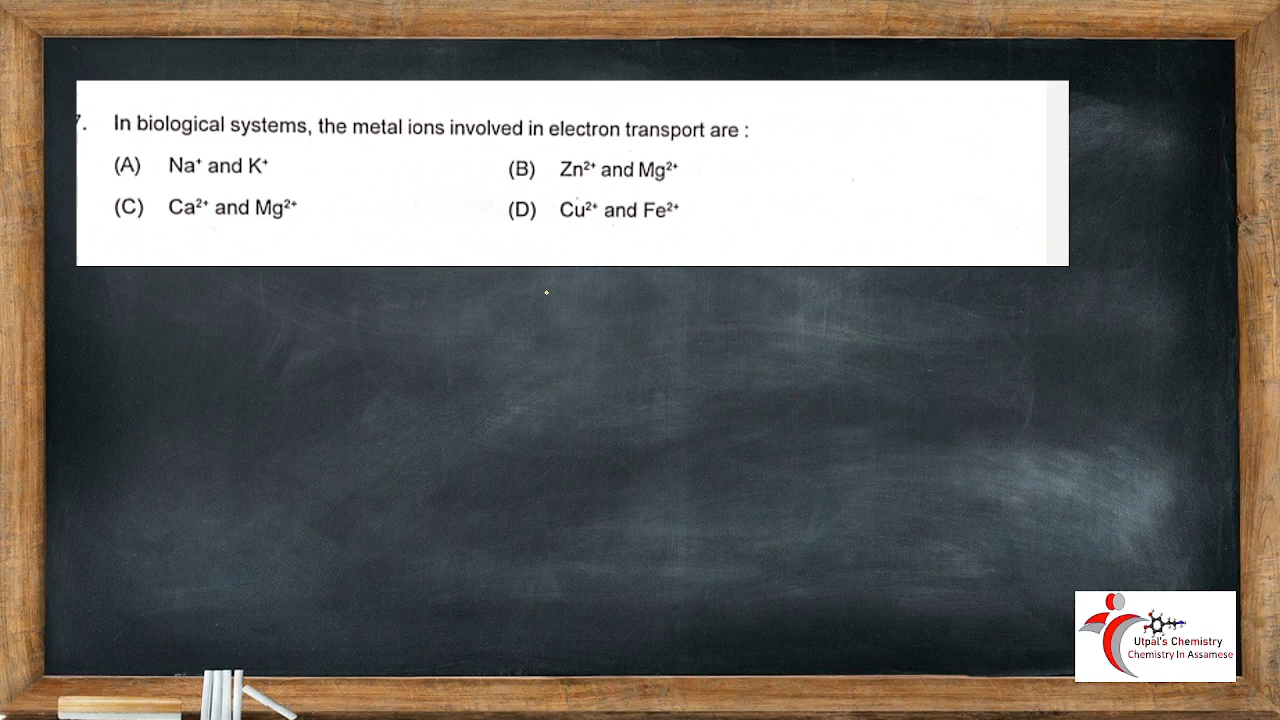 7. In biological systems, the metal ions involved in electron transport are :
(A) Na⁺ and K⁺ (B) Zn²⁺ and Mg²⁺
(C) Ca²⁺ and Mg²⁺ (D) Cu²⁺ and Fe²⁺
Utpal's Chemistry
Chemistry In Assamese